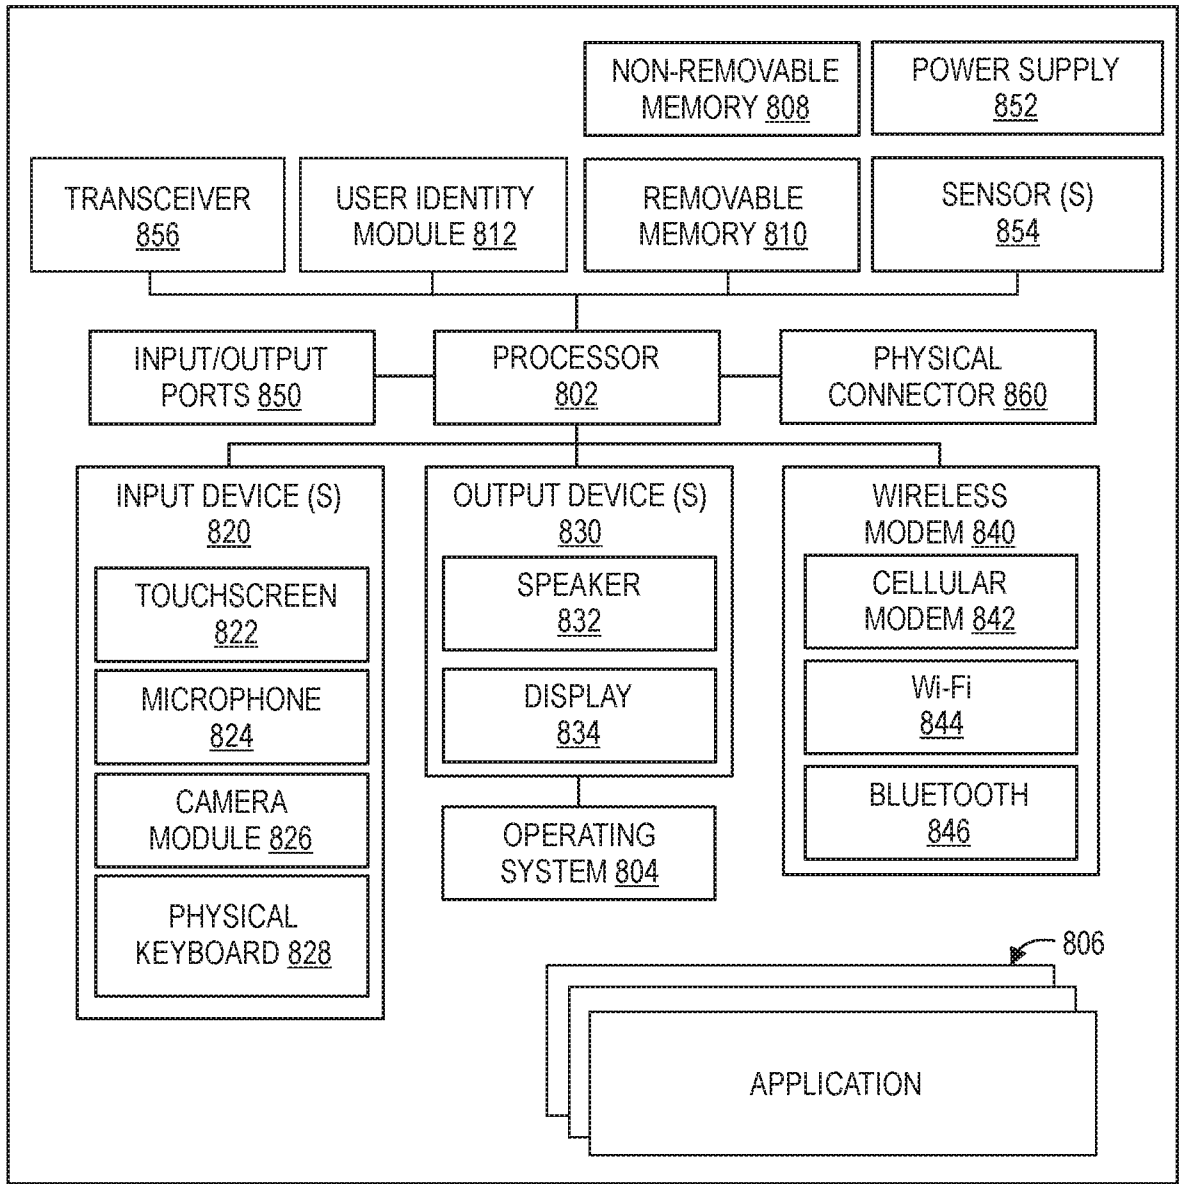 NON-REMOVABLE
MEMORY 808
POWER SUPPLY
852
TRANSCEIVER
856
USER IDENTITY
MODULE 812
REMOVABLE
MEMORY 810
SENSOR (S)
854
INPUT/OUTPUT
PORTS 850
PROCESSOR
802
PHYSICAL
CONNECTOR 860
INPUT DEVICE (S)
820
TOUCHSCREEN
822
MICROPHONE
824
CAMERA
MODULE 826
PHYSICAL
KEYBOARD 828
OUTPUT DEVICE (S)
830
SPEAKER
832
DISPLAY
834
OPERATING
SYSTEM 804
WIRELESS
MODEM 840
CELLULAR
MODEM 842
Wi-Fi
844
BLUETOOTH
846
806
APPLICATION